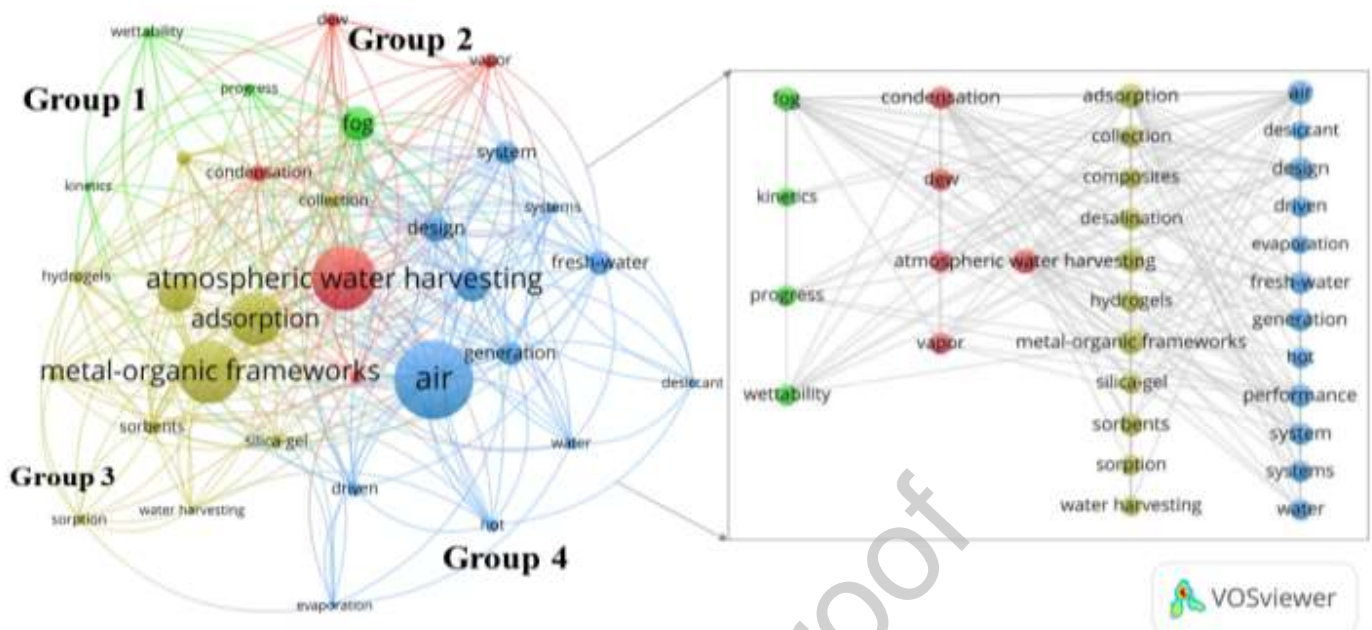 dew
wettability
Group 2
vapor
progress
Group 1
fog
system
condensation
kinetics
collection
systems
design
fresh-water
hydrogels
atmospheric water harvesting
adsorption
generation
metal-organic frameworks
air
desiccant
sorbents
silica-gel
water
Group 3
driven
water harvesting
sorption
hot
Group 4
evaporation
fog
kinetics
progress
wettability
condensation
dew
atmospheric water harvesting
vapor
adsorption
collection
composites
desalination
hydrogels
metal-organic frameworks
silica-gel
sorbents
sorption
water harvesting
air
desiccant
design
driven
evaporation
fresh-water
generation
hot
performance
system
systems
water
VOSviewer